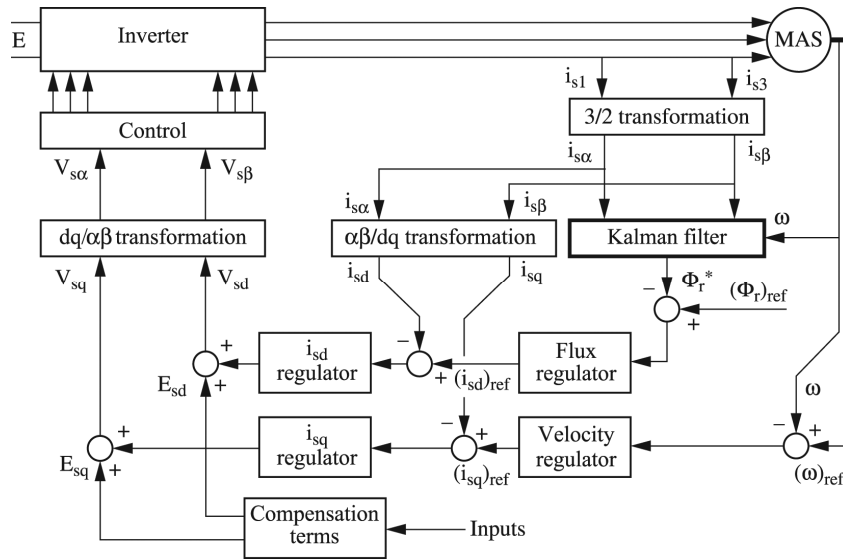 E
Inverter
MAS
i_s1
i_s3
Control
3/2 transformation
V_sα
V_sβ
i_sα
i_sβ
i_sα
i_sβ
ω
dq/αβ transformation
αβ/dq transformation
Kalman filter
V_sq
V_sd
i_sd
i_sq
Φ_r*
(Φ_r)_ref
−
+
+
+
i_sd
regulator
−
+
(i_sd)_ref
Flux
regulator
E_sd
ω
+
+
i_sq
regulator
−
+
(i_sq)_ref
Velocity
regulator
−
+
(ω)_ref
E_sq
Compensation
terms
Inputs